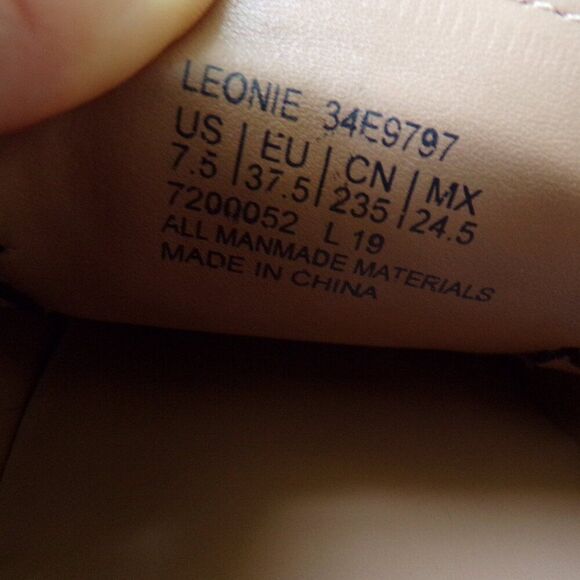 LEONIE 34E9797
US | EU | CN | MX
7.5 | 37.5 | 235 | 24.5
7200052 L 19
ALL MANMADE MATERIALS
MADE IN CHINA